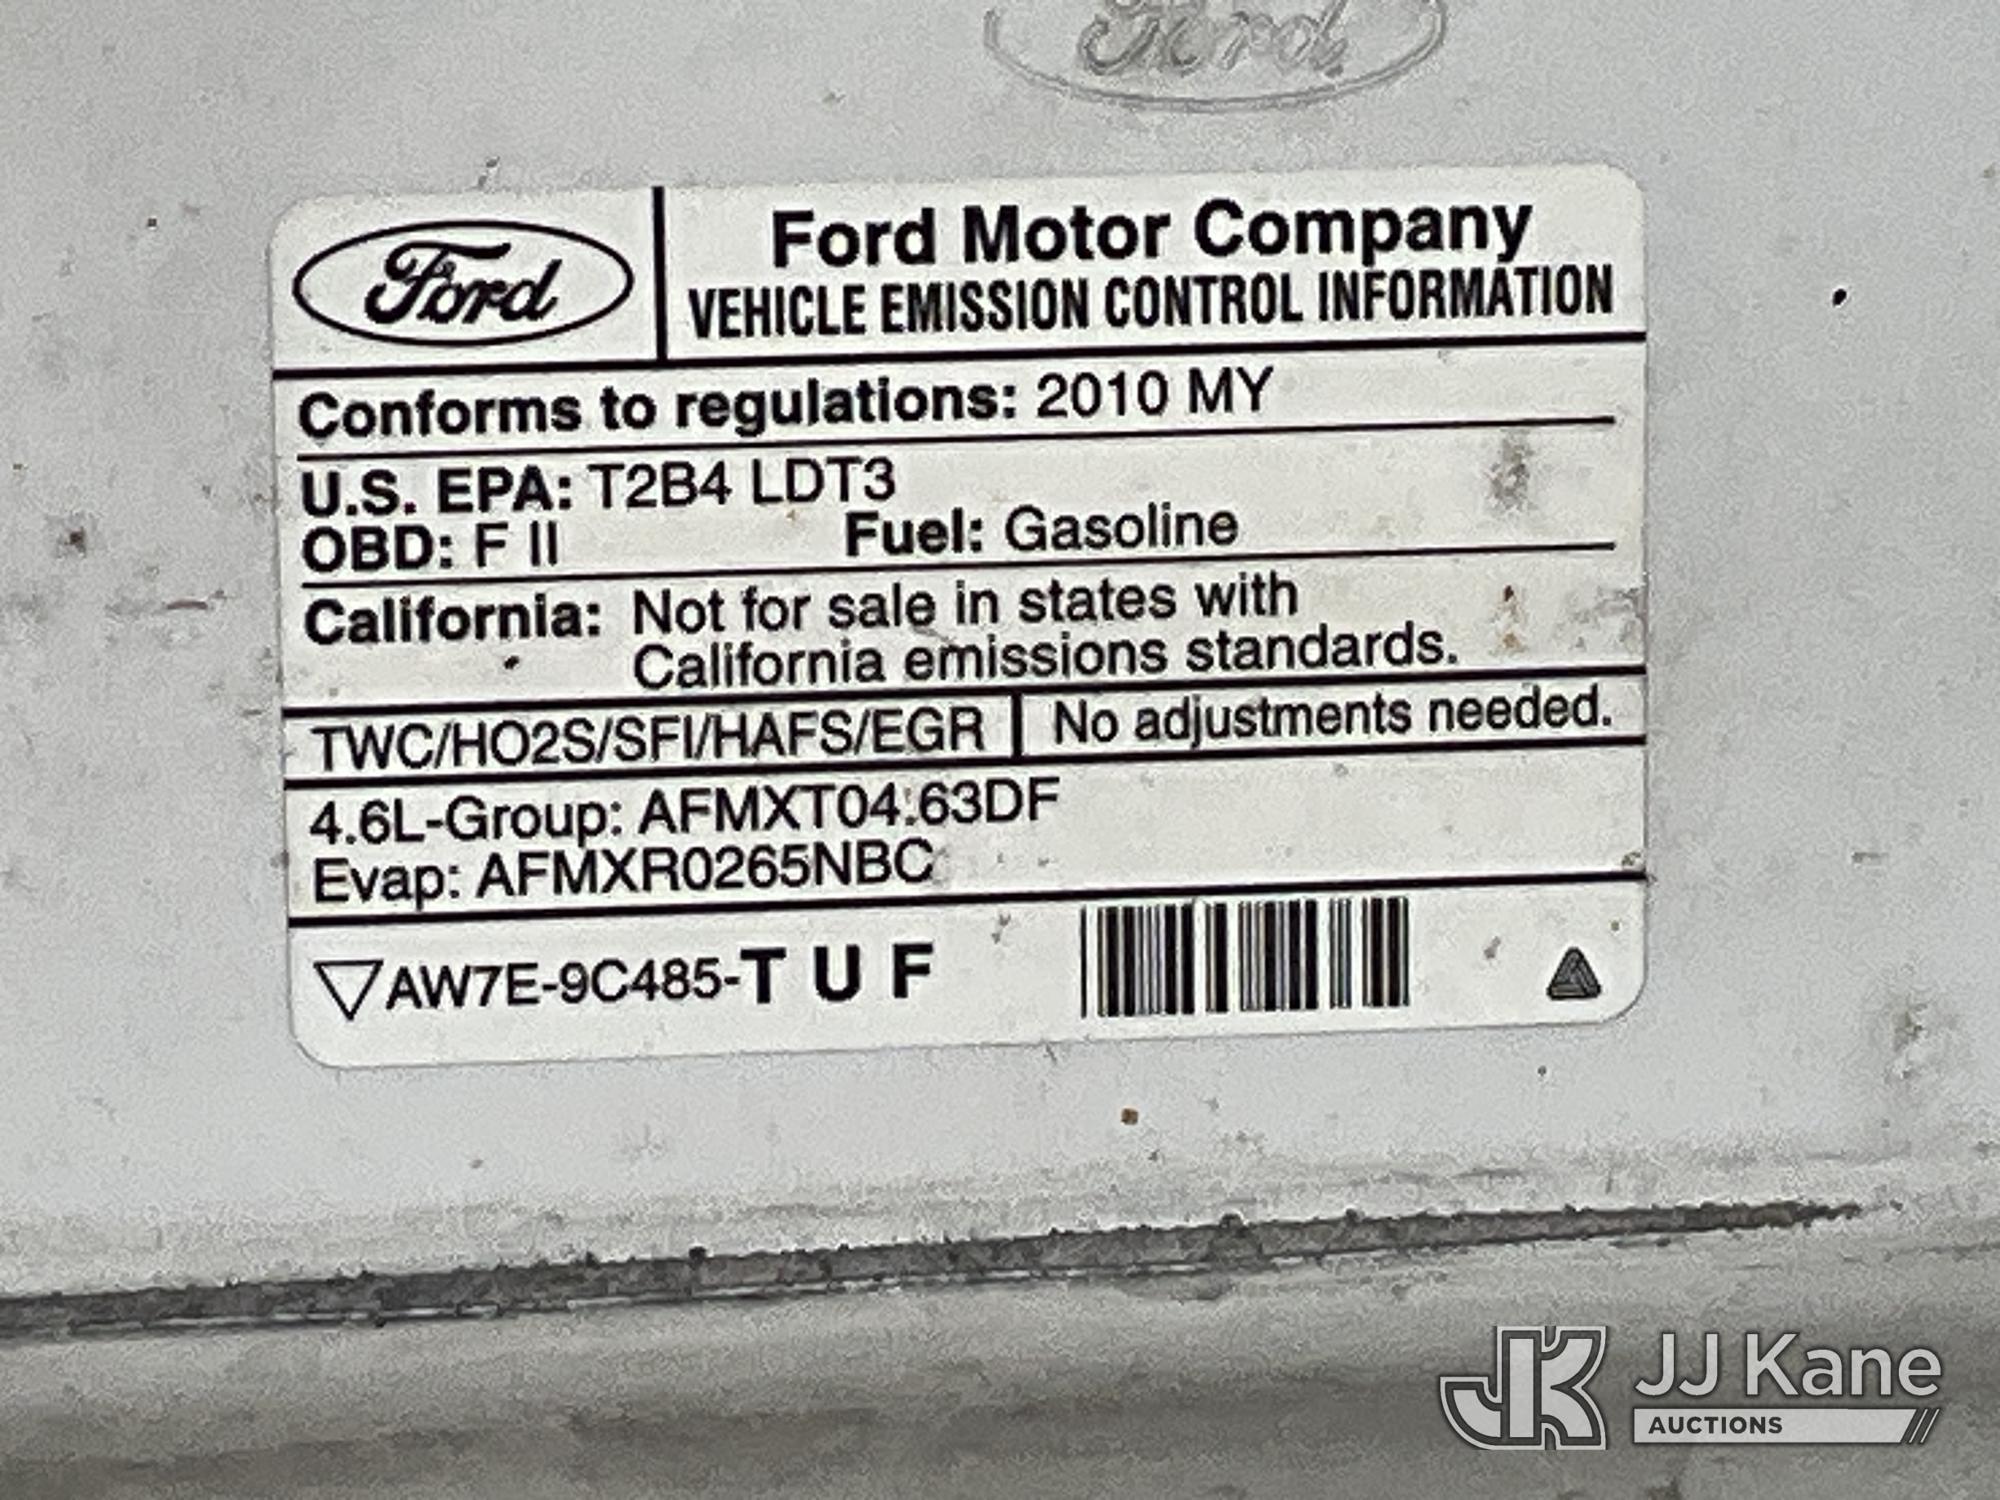 Ford
Ford
Ford Motor Company
VEHICLE EMISSION CONTROL INFORMATION
Conforms to regulations: 2010 MY
U.S. EPA: T2B4 LDT3
OBD: F II Fuel: Gasoline
California: Not for sale in states with
California emissions standards.
TWC/HO2S/SFI/HAFS/EGR No adjustments needed.
4.6L-Group: AFMXT04.63DF
Evap: AFMXR0265NBC
AW7E-9C485-T U F
JK JJ Kane
AUCTIONS